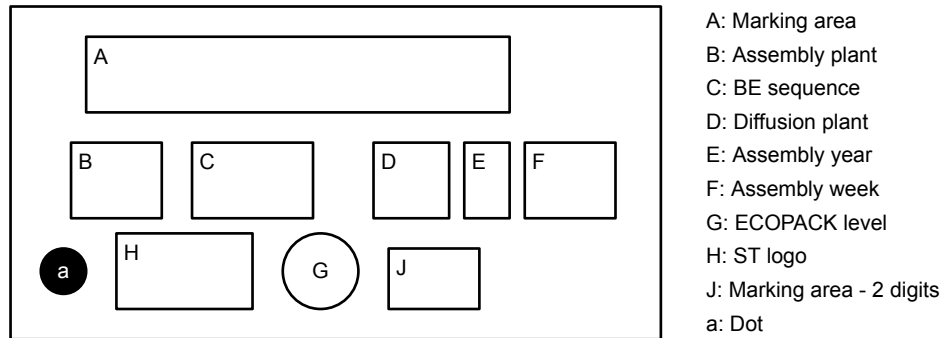 A
B C D E F
a H G J
A: Marking area
B: Assembly plant
C: BE sequence
D: Diffusion plant
E: Assembly year
F: Assembly week
G: ECOPACK level
H: ST logo
J: Marking area - 2 digits
a: Dot